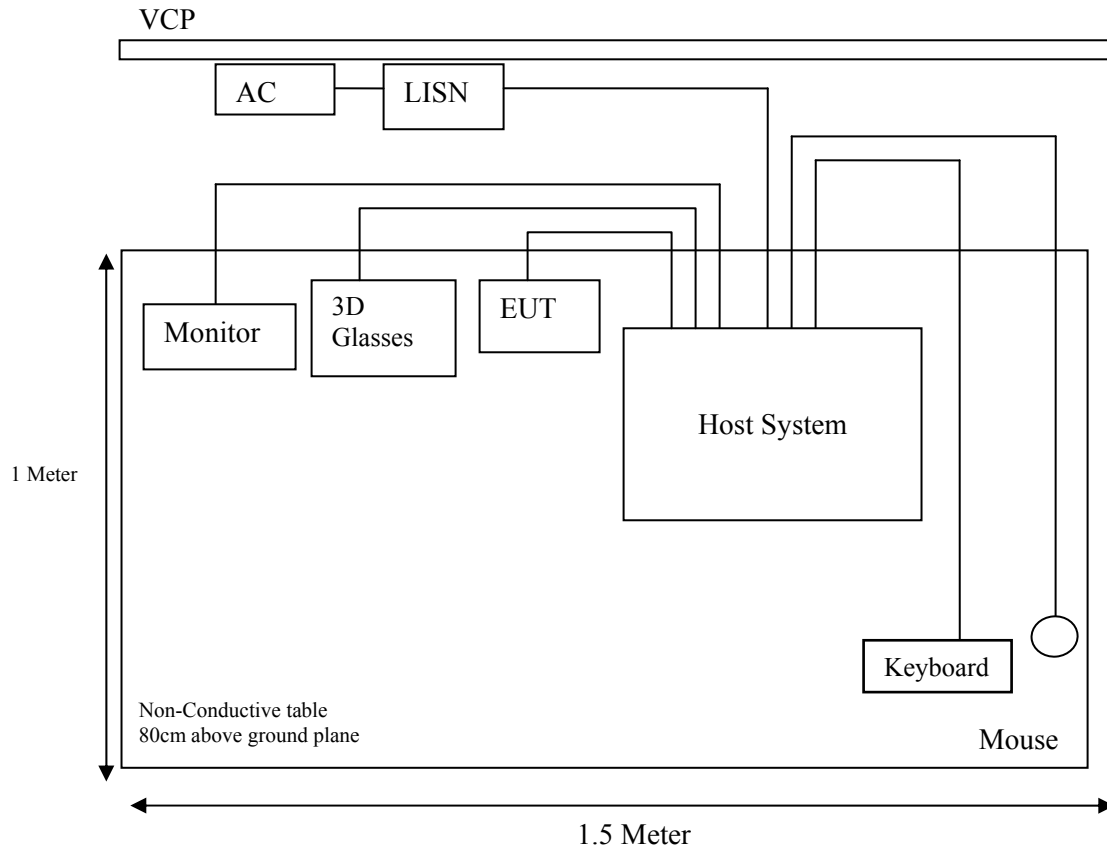 VCP
AC
LISN
Monitor
3D
Glasses
EUT
Host System
1 Meter
Keyboard
Non-Conductive table
80cm above ground plane
Mouse
1.5 Meter